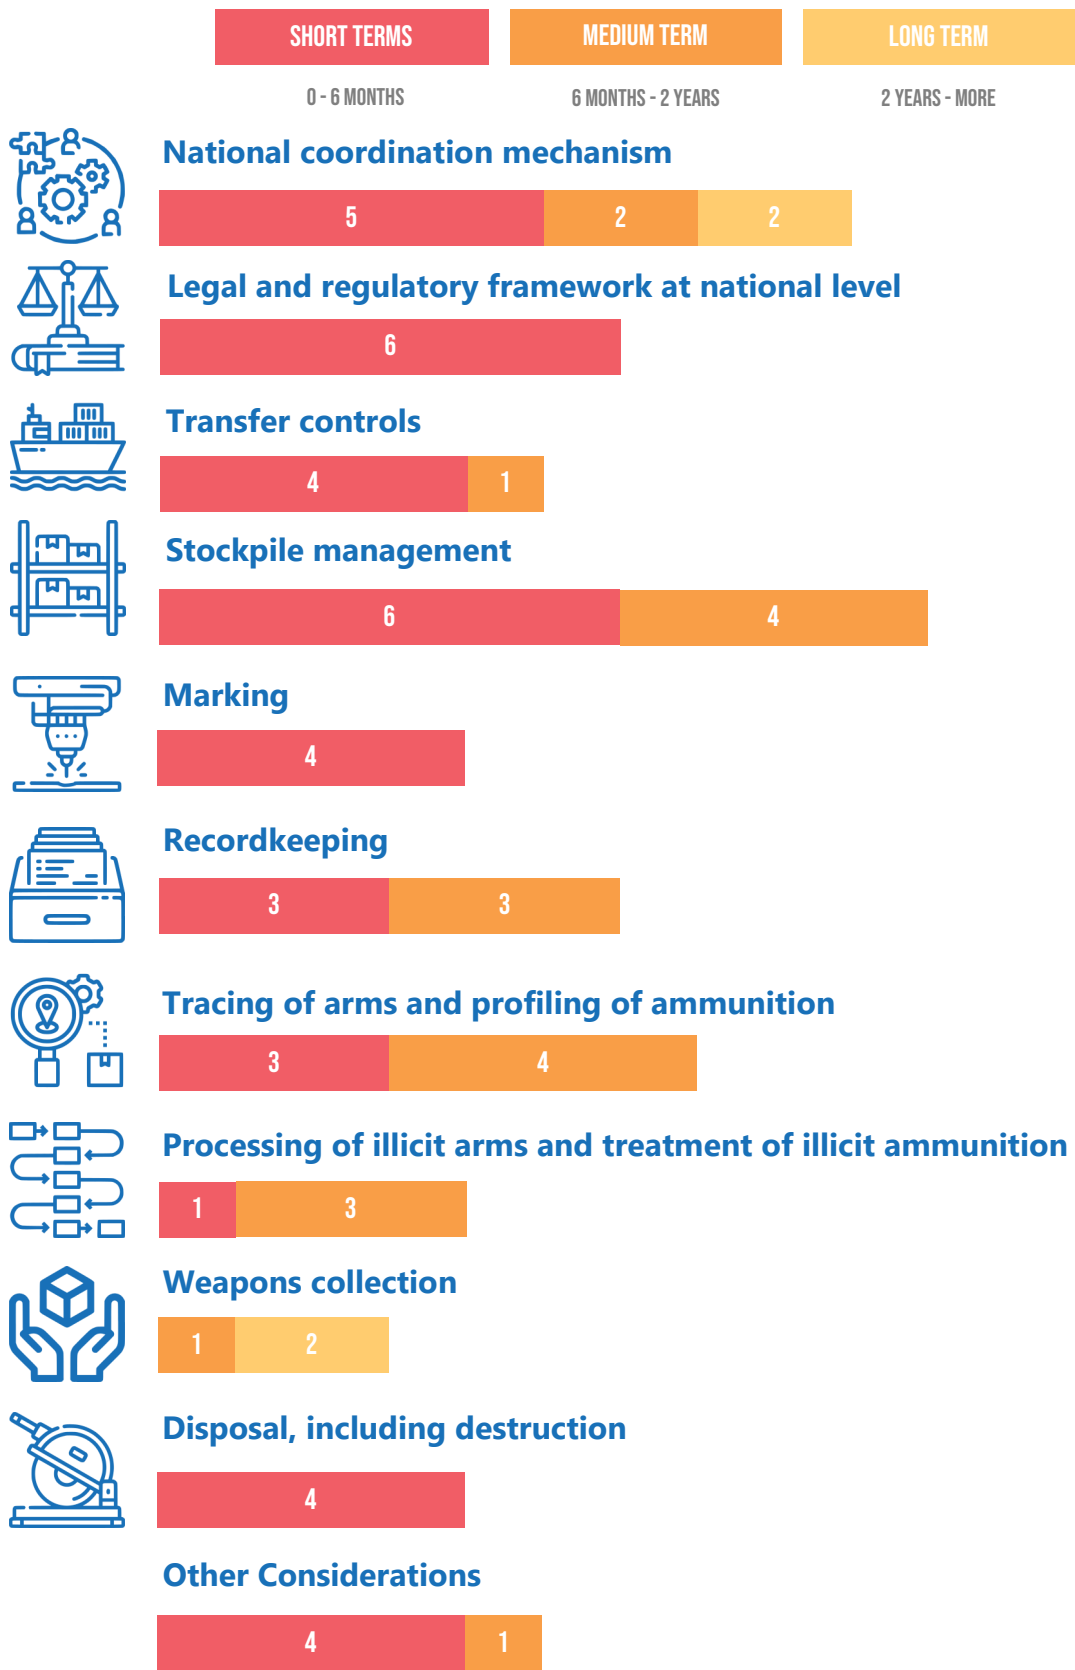 SHORT TERMS
MEDIUM TERM
LONG TERM
0 - 6 MONTHS
6 MONTHS - 2 YEARS
2 YEARS - MORE
National coordination mechanism
5 2 2
Legal and regulatory framework at national level
6
Transfer controls
4 1
Stockpile management
6 4
Marking
4
Recordkeeping
3 3
Tracing of arms and profiling of ammunition
3 4
Processing of illicit arms and treatment of illicit ammunition
1 3
Weapons collection
1 2
Disposal, including destruction
4
Other Considerations
4 1